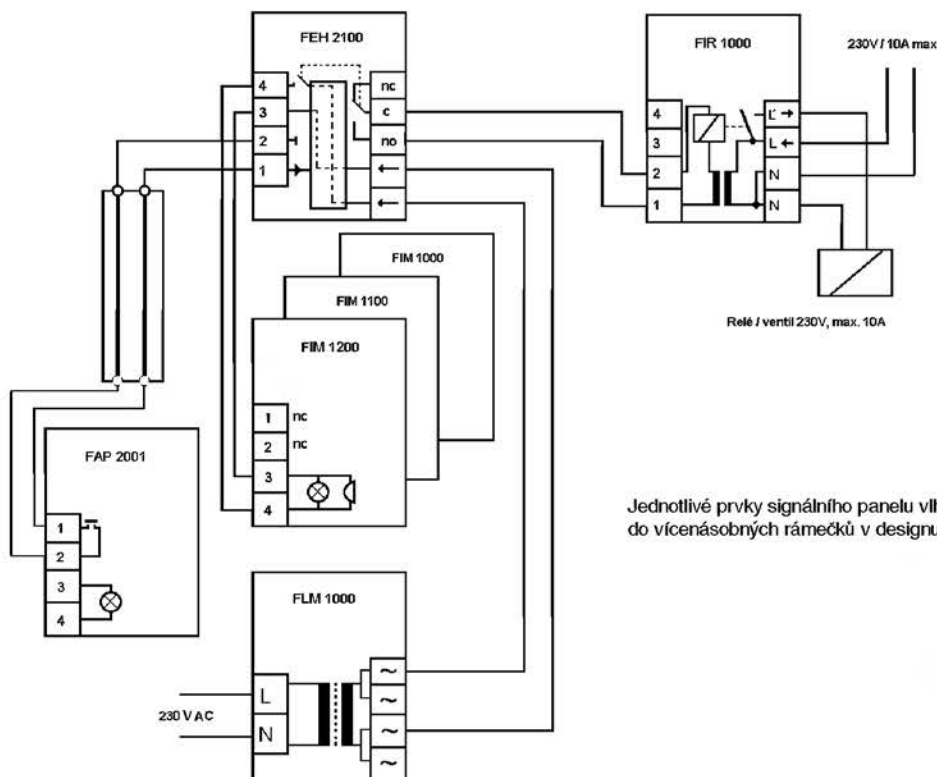 FEH 2100
4
3
2
1
nc
c
no
←
←
FIR 1000
230V / 10A max
4
3
2
1
L' →
L ←
N
N
Relé / ventil 230V, max. 10A
FIM 1000
FIM 1100
FIM 1200
1 nc
2 nc
3
4
FAP 2001
1
2
3
4
Jednotlivé prvky signálního panelu vlh
do vícenásobných rámečků v designu
FLM 1000
L
N
230 V AC
~
~
~
~